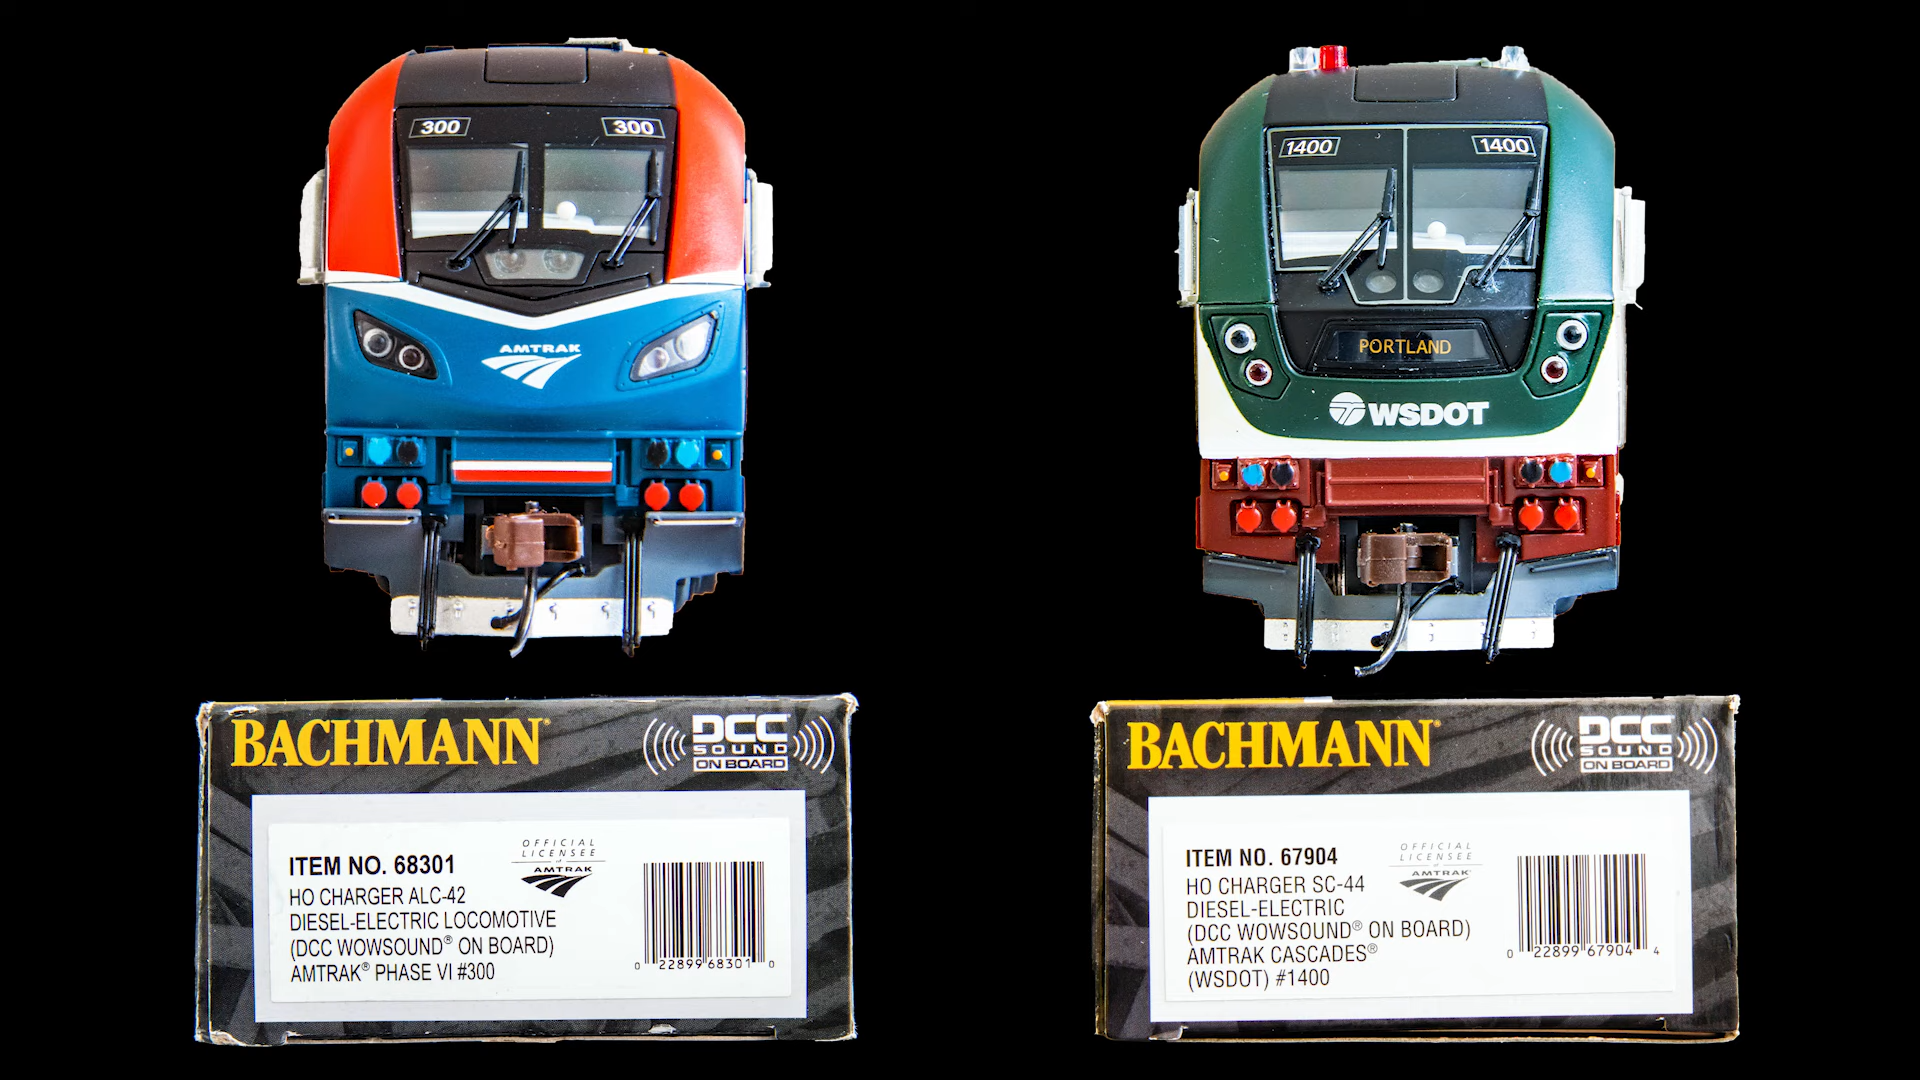 300 300
AMTRAK
1400 1400
PORTLAND
WSDOT
BACHMANN®
DCC
SOUND
ON BOARD
OFFICIAL
LICENSEE
of
AMTRAK
ITEM NO. 68301
HO CHARGER ALC-42
DIESEL-ELECTRIC LOCOMOTIVE
(DCC WOWSOUND® ON BOARD)
AMTRAK® PHASE VI #300
0 22899 68301 0
BACHMANN®
DCC
SOUND
ON BOARD
OFFICIAL
LICENSEE
of
AMTRAK
ITEM NO. 67904
HO CHARGER SC-44
DIESEL-ELECTRIC
(DCC WOWSOUND® ON BOARD)
AMTRAK CASCADES®
(WSDOT) #1400
0 22899 67904 4